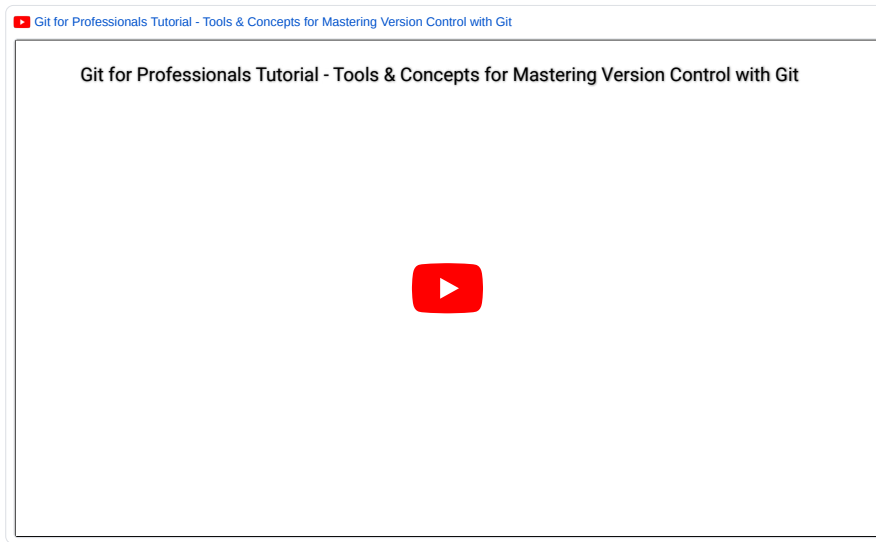 Git for Professionals Tutorial - Tools & Concepts for Mastering Version Control with Git
Git for Professionals Tutorial - Tools & Concepts for Mastering Version Control with Git